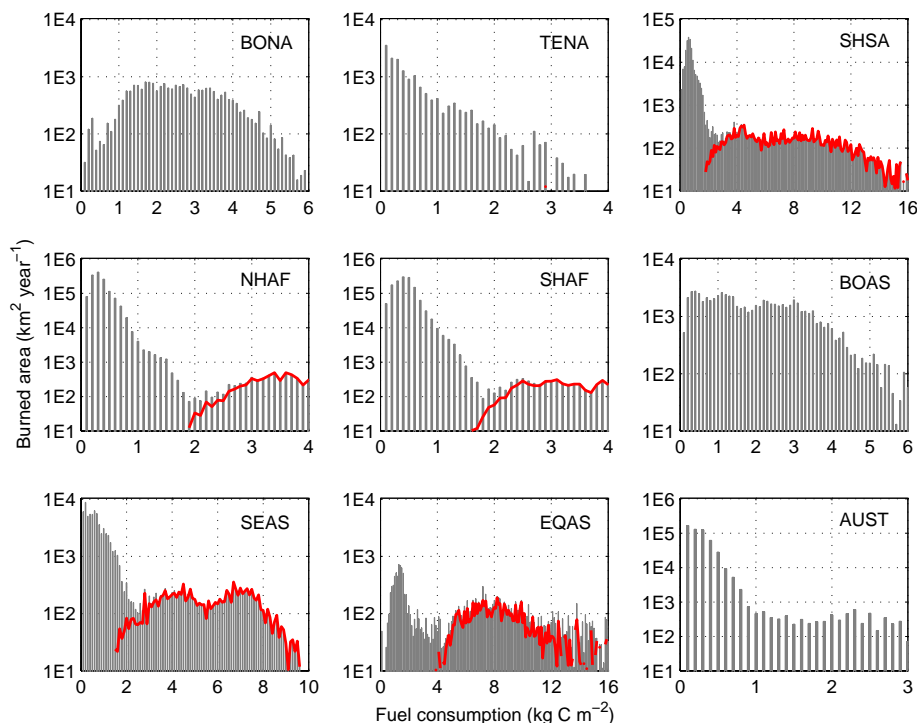 1E4 1E4 1E5
BONA TENA SHSA
1E4
1E3 1E3
1E3
1E2 1E2
1E2
1E1 1E1 1E1
0 1 2 3 4 5 6 0 1 2 3 4 0 4 8 12 16
Burned area (km² year⁻¹)
1E6 1E6 1E4
NHAF SHAF BOAS
1E5 1E5
1E3
1E4 1E4
1E3 1E3
1E2
1E2 1E2
1E1 1E1 1E1
0 1 2 3 4 0 1 2 3 4 0 1 2 3 4 5 6
1E4 1E4 1E6
SEAS EQAS AUST
1E5
1E3 1E3
1E4
1E3
1E2 1E2
1E2
1E1 1E1 1E1
0 2 4 6 8 10 0 4 8 12 16 0 1 2 3
Fuel consumption (kg C m⁻²)